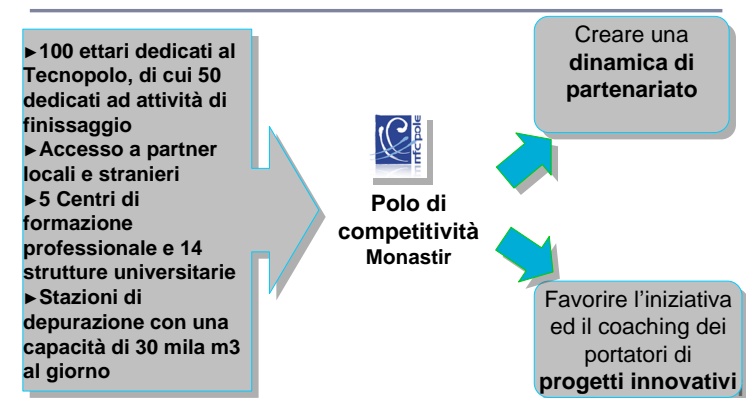 ►100 ettari dedicati al
Tecnopolo, di cui 50
dedicati ad attività di
finissaggio
►Accesso a partner
locali e stranieri
►5 Centri di
formazione
professionale e 14
strutture universitarie
►Stazioni di
depurazione con una
capacità di 30 mila m3
al giorno
mfcpole
Polo di
competitività
Monastir
Creare una
dinamica di
partenariato
Favorire l’iniziativa
ed il coaching dei
portatori di
progetti innovativi